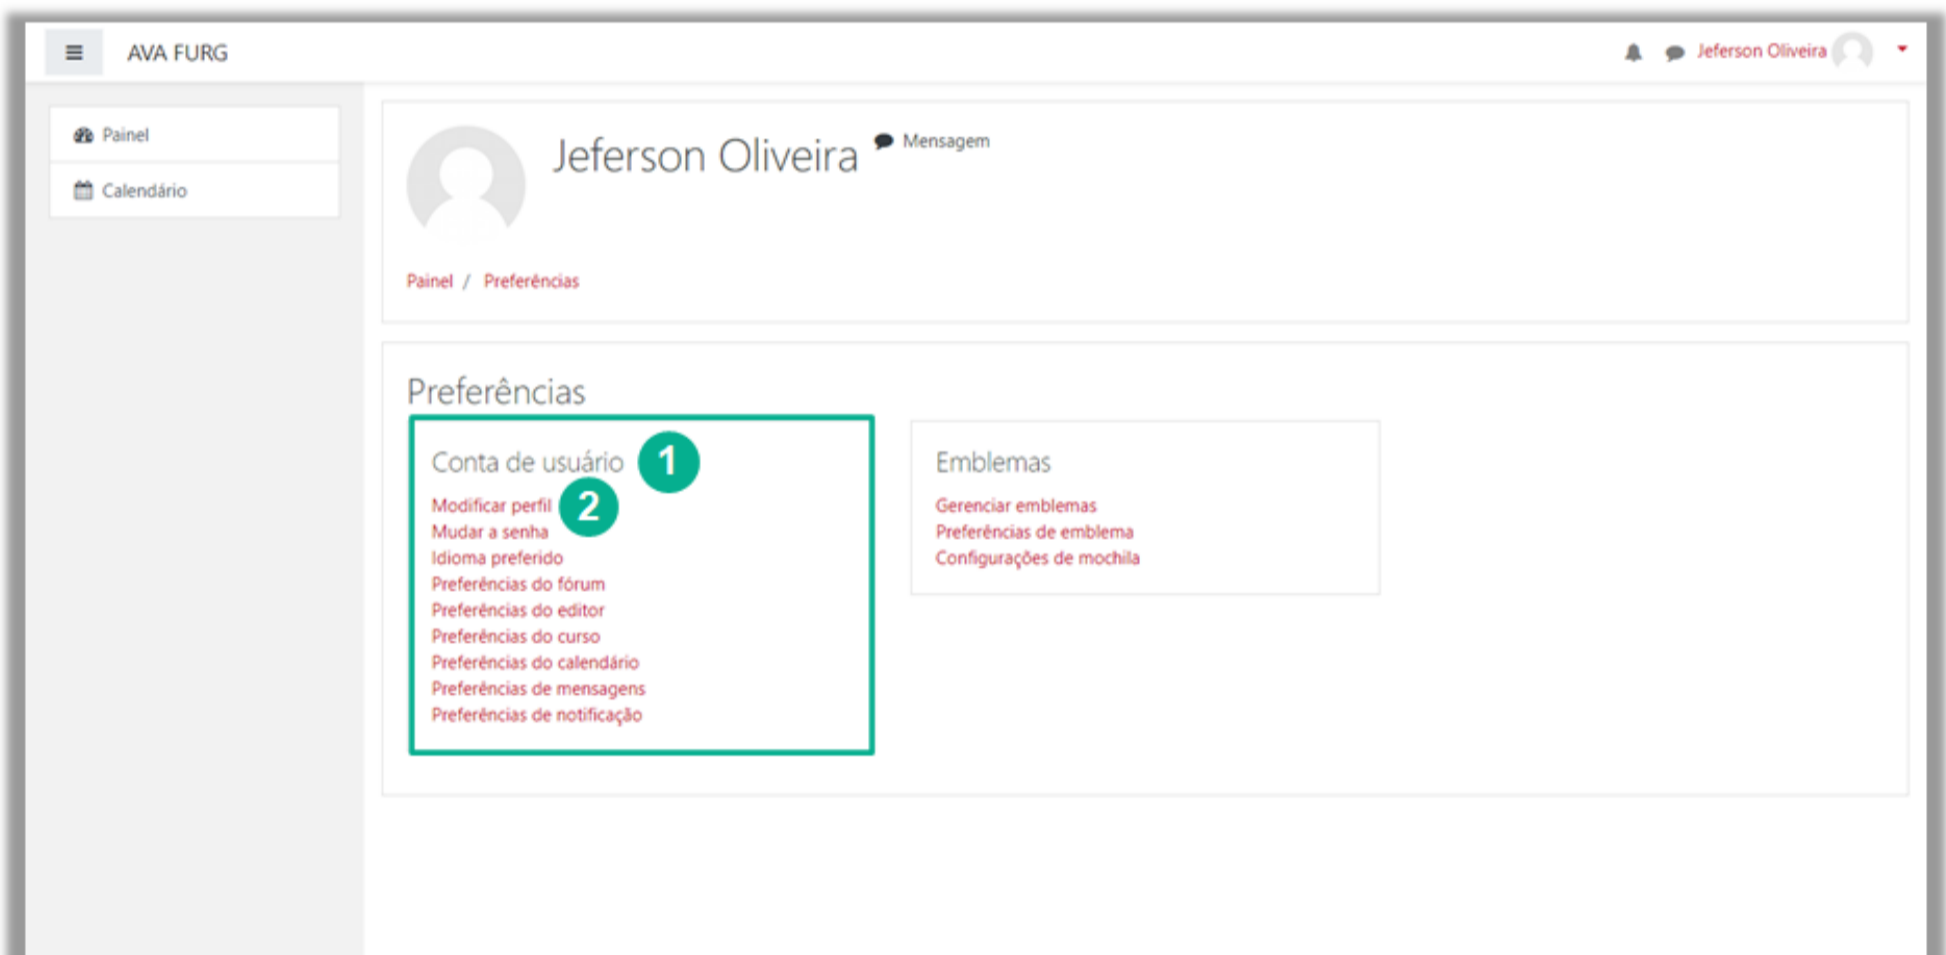 AVA FURG
Jeferson Oliveira
Painel
Calendário
Jeferson Oliveira
Mensagem
Painel / Preferências
Preferências
Conta de usuário 1
Modificar perfil 2
Mudar a senha
Idioma preferido
Preferências do fórum
Preferências do editor
Preferências do curso
Preferências do calendário
Preferências de mensagens
Preferências de notificação
Emblemas
Gerenciar emblemas
Preferências de emblema
Configurações de mochila